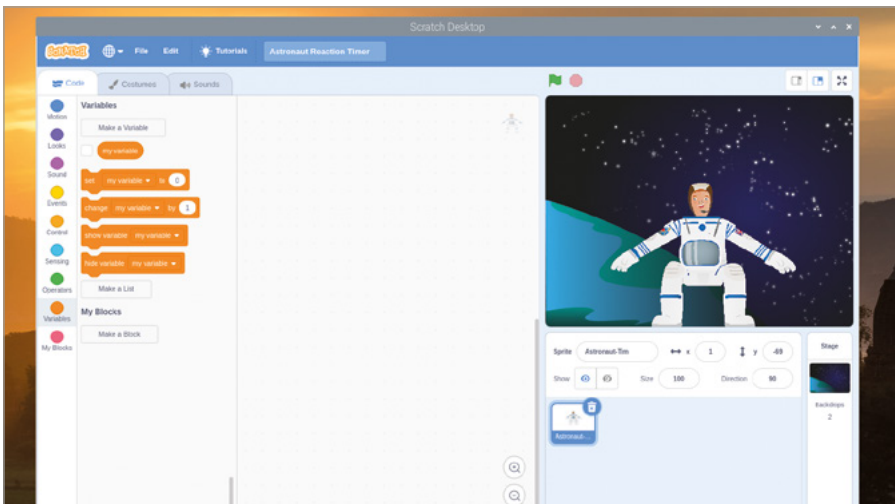 Scratch Desktop
SCRATCH
File Edit Tutorials Astronaut Reaction Timer
Code Costumes Sounds
Motion
Looks
Sound
Events
Control
Sensing
Operators
Variables
My Blocks
Variables
Make a Variable
my variable
set my variable to 0
change my variable by 1
show variable my variable
hide variable my variable
Make a List
My Blocks
Make a Block
Sprite Astronaut-Tim x 1 y -69
Show Size 100 Direction 90
Astronaut-...
Stage
Backdrops
2